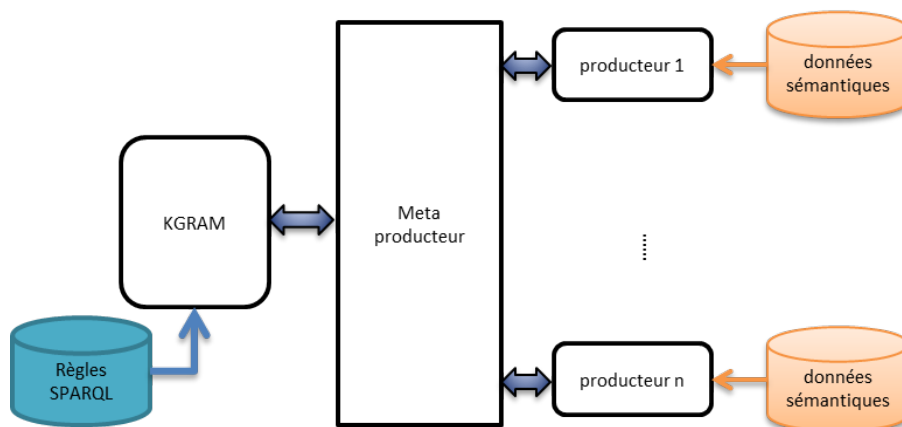 producteur 1
données
sémantiques
KGRAM
Meta
producteur
Règles
SPARQL
producteur n
données
sémantiques